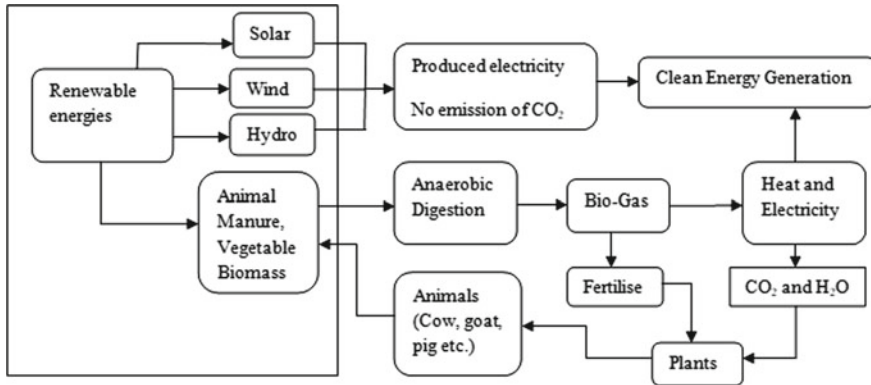 Solar
Renewable
energies
Wind
Hydro
Produced electricity
No emission of CO₂
Clean Energy Generation
Animal
Manure,
Vegetable
Biomass
Anaerobic
Digestion
Bio-Gas
Heat and
Electricity
Fertilise
CO₂ and H₂O
Animals
(Cow, goat,
pig etc.)
Plants